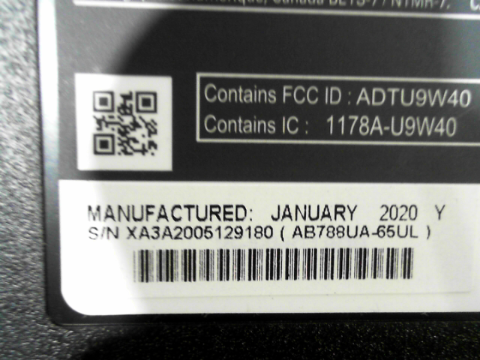 Contains FCC ID : ADTU9W40
Contains IC : 1178A-U9W40
MANUFACTURED: JANUARY 2020 Y
S/N XA3A2005129180 ( AB788UA-65UL )